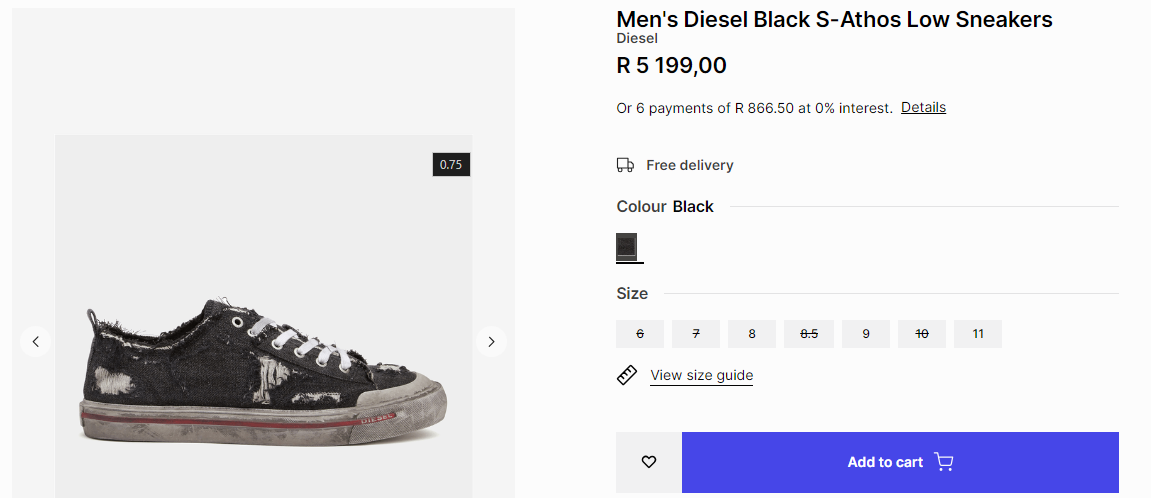 Men's Diesel Black S-Athos Low Sneakers
Diesel
R 5 199,00
Or 6 payments of R 866.50 at 0% interest. Details
Free delivery
Colour Black
Size
6 7 8 8.5 9 10 11
View size guide
Add to cart
0.75
DIESEL